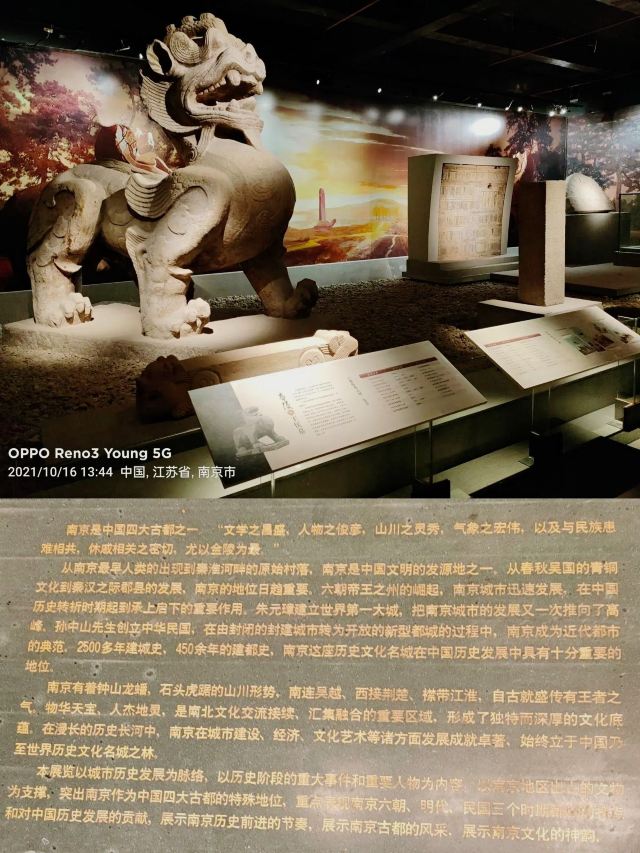 OPPO Reno3 Young 5G
2021/10/16 13:44 中国, 江苏省, 南京市
南京是中国四大古都之一 “文学之昌盛，人物之俊彦，山川之灵秀，气象之宏伟，以及与民族患
难相共，休戚相关之密切，尤以金陵为最。”
从南京最早人类的出现到秦淮河畔的原始村落，南京是中国文明的发源地之一。从春秋吴国的青铜
文化到秦汉之际郡县的发展，南京的地位日趋重要。六朝帝王之州的崛起，南京城市迅速发展，在中国
历史转折时期起到承上启下的重要作用。朱元璋建立世界第一大城，把南京城市的发展又一次推向了高
峰。孙中山先生创立中华民国，在由封闭的封建城市转为开放的新型都城的过程中，南京成为近代都市
的典范。2500多年建城史，450余年的建都史，南京这座历史文化名城在中国历史发展中具有十分重要的
地位。
南京有着钟山龙蟠，石头虎踞的山川形势，南连吴越，西接荆楚，襟带江淮，自古就盛传有王者之
气。物华天宝，人杰地灵，是南北文化交流接续、汇集融合的重要区域，形成了独特而深厚的文化底
蕴。在漫长的历史长河中，南京在城市建设、经济、文化艺术等诸方面发展成就卓著，始终立于中国乃
至世界历史文化名城之林。
本展览以城市历史发展为脉络，以历史阶段的重大事件和重要人物为内容，以南京地区出土的文物
为支撑，突出南京作为中国四大古都的特殊地位，重点表现南京六朝、明代、民国三个时期
和对中国历史发展的贡献，展示南京历史前进的节奏，展示南京古都的风采，展示南京文化的神韵。